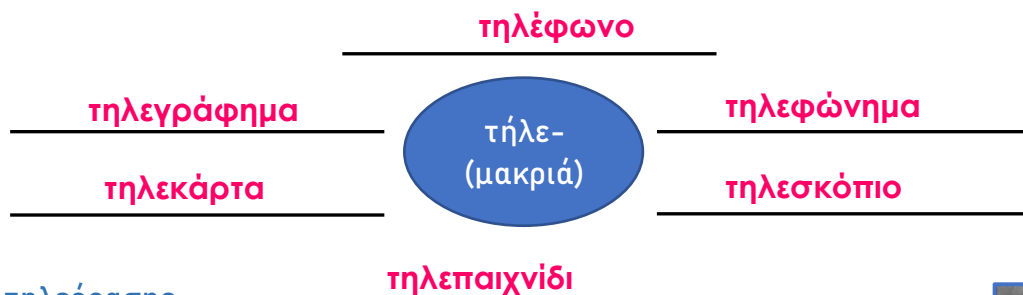 τηλέφωνο
τηλεγράφημα
τηλεφώνημα
τήλε-
(μακριά)
τηλεκάρτα
τηλεσκόπιο
τηλεπαιχνίδι